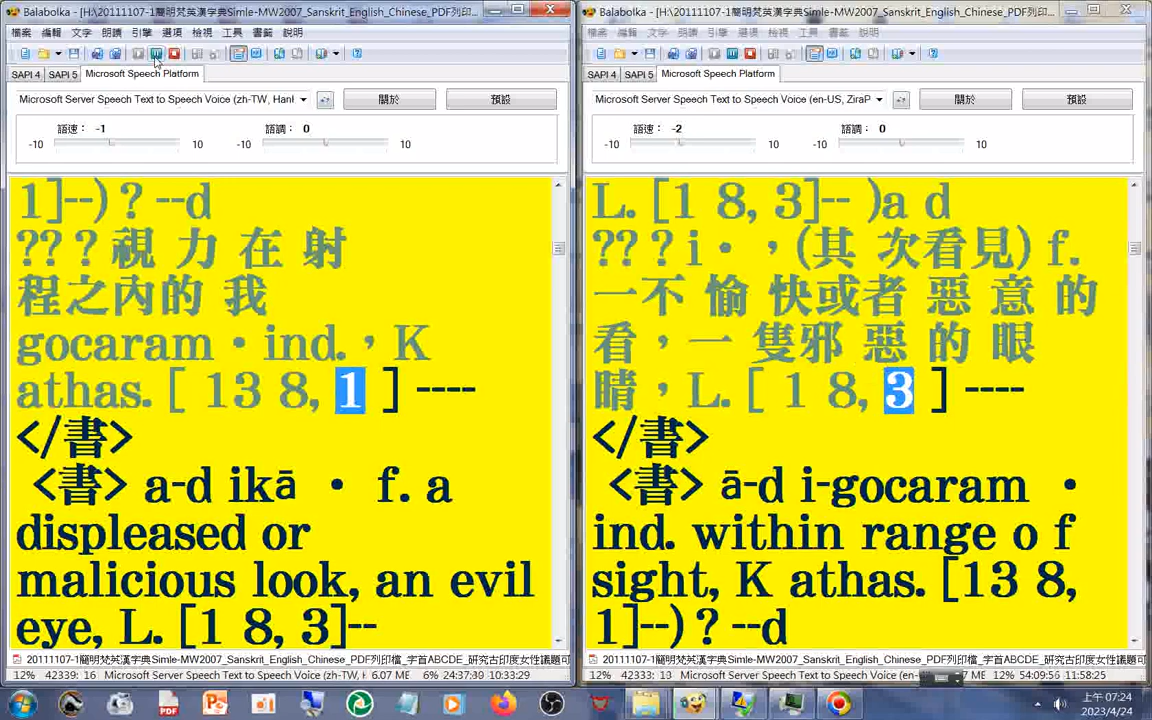 Balabolka - [H:\20111107-1簡明梵英漢字典Simle-MW2007_Sanskrit_English_Chinese_PDF列印...
檔案 編輯 文字 朗讀 引擎 選項 檢視 工具 書籤 說明
SAPI 4 SAPI 5 Microsoft Speech Platform
Microsoft Server Speech Text to Speech Voice (zh-TW, Hanl
關於 預設
語速： -1 語調： 0
-10 10 -10 10
1]--)？--d
??？視 力 在 射
程之內的 我
gocaram・ind.，K
athas. [ 13 8, 1 ] ----
</書>
<書> a-d ikā ・ f. a
displeased or
malicious look, an evil
eye, L. [1 8, 3]--
20111107-1簡明梵英漢字典Simle-MW2007_Sanskrit_English_Chinese_PDF列印檔_字首ABCDE_研究古印度女性議題可
12% 42339: 16 Microsoft Server Speech Text to Speech Voice (zh-TW, H 6.07 MB 6% 24:37:30 10:33:29
Balabolka - [H:\20111107-1簡明梵英漢字典Simle-MW2007_Sanskrit_English_Chinese_PDF列印...
檔案 編輯 文字 朗讀 引擎 選項 檢視 工具 書籤 說明
SAPI 4 SAPI 5 Microsoft Speech Platform
Microsoft Server Speech Text to Speech Voice (en-US, ZiraP
關於 預設
語速： -2 語調： 0
-10 10 -10 10
L. [1 8, 3]-- )a d
??？i・，(其 次看見) f.
一不 愉 快或者 惡 意 的
看，一 隻邪 惡 的 眼
睛，L. [ 1 8, 3 ] ----
</書>
<書> ā-d i-gocaram ・
ind. within range o f
sight, K athas. [13 8,
1]--)？--d
20111107-1簡明梵英漢字典Simle-MW2007_Sanskrit_English_Chinese_PDF列印檔_字首ABCDE_研究古印度女性議題可
12% 42333: 11 Microsoft Server Speech Text to Speech Voice (en-US, 12% 54:09:56 11:58:25
上午 07:24
2023/4/24